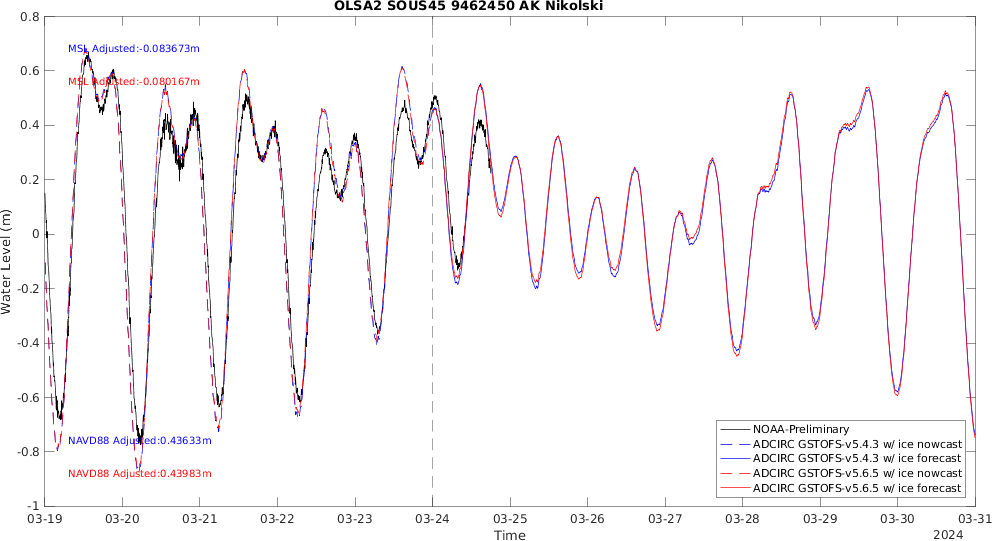 OLSA2 SOUS45 9462450 AK Nikolski
MSL Adjusted:-0.083673m
MSL Adjusted:-0.080167m
NAVD88 Adjusted:0.43633m
NAVD88 Adjusted:0.43983m
Water Level (m)
0.8
0.6
0.4
0.2
0
-0.2
-0.4
-0.6
-0.8
-1
NOAA-Preliminary
ADCIRC GSTOFS-v5.4.3 w/ ice nowcast
ADCIRC GSTOFS-v5.4.3 w/ ice forecast
ADCIRC GSTOFS-v5.6.5 w/ ice nowcast
ADCIRC GSTOFS-v5.6.5 w/ ice forecast
03-19 03-20 03-21 03-22 03-23 03-24 03-25 03-26 03-27 03-28 03-29 03-30 03-31
Time
2024